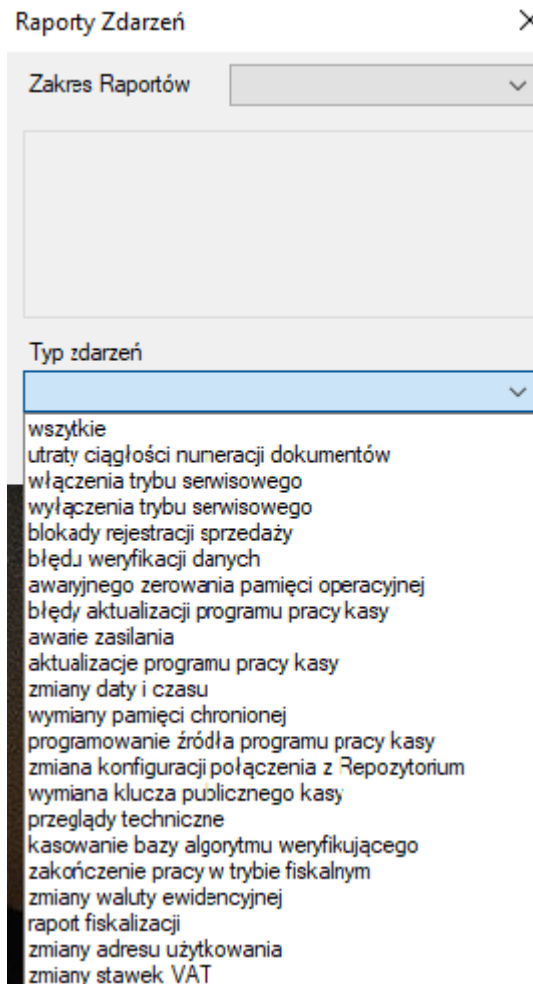 Raporty Zdarzeń
Zakres Raportów
Typ zdarzeń
wszytkie
utraty ciągłości numeracji dokumentów
włączenia trybu serwisowego
wyłączenia trybu serwisowego
blokady rejestracji sprzedaży
błędu weryfikacji danych
awaryjnego zerowania pamięci operacyjnej
błędy aktualizacji programu pracy kasy
awarie zasilania
aktualizacje programu pracy kasy
zmiany daty i czasu
wymiany pamięci chronionej
programowanie źródła programu pracy kasy
zmiana konfiguracji połączenia z Repozytorium
wymiana klucza publicznego kasy
przeglądy techniczne
kasowanie bazy algorytmu weryfikującego
zakończenie pracy w trybie fiskalnym
zmiany waluty ewidencyjnej
raport fiskalizacji
zmiany adresu użytkowania
zmiany stawek VAT